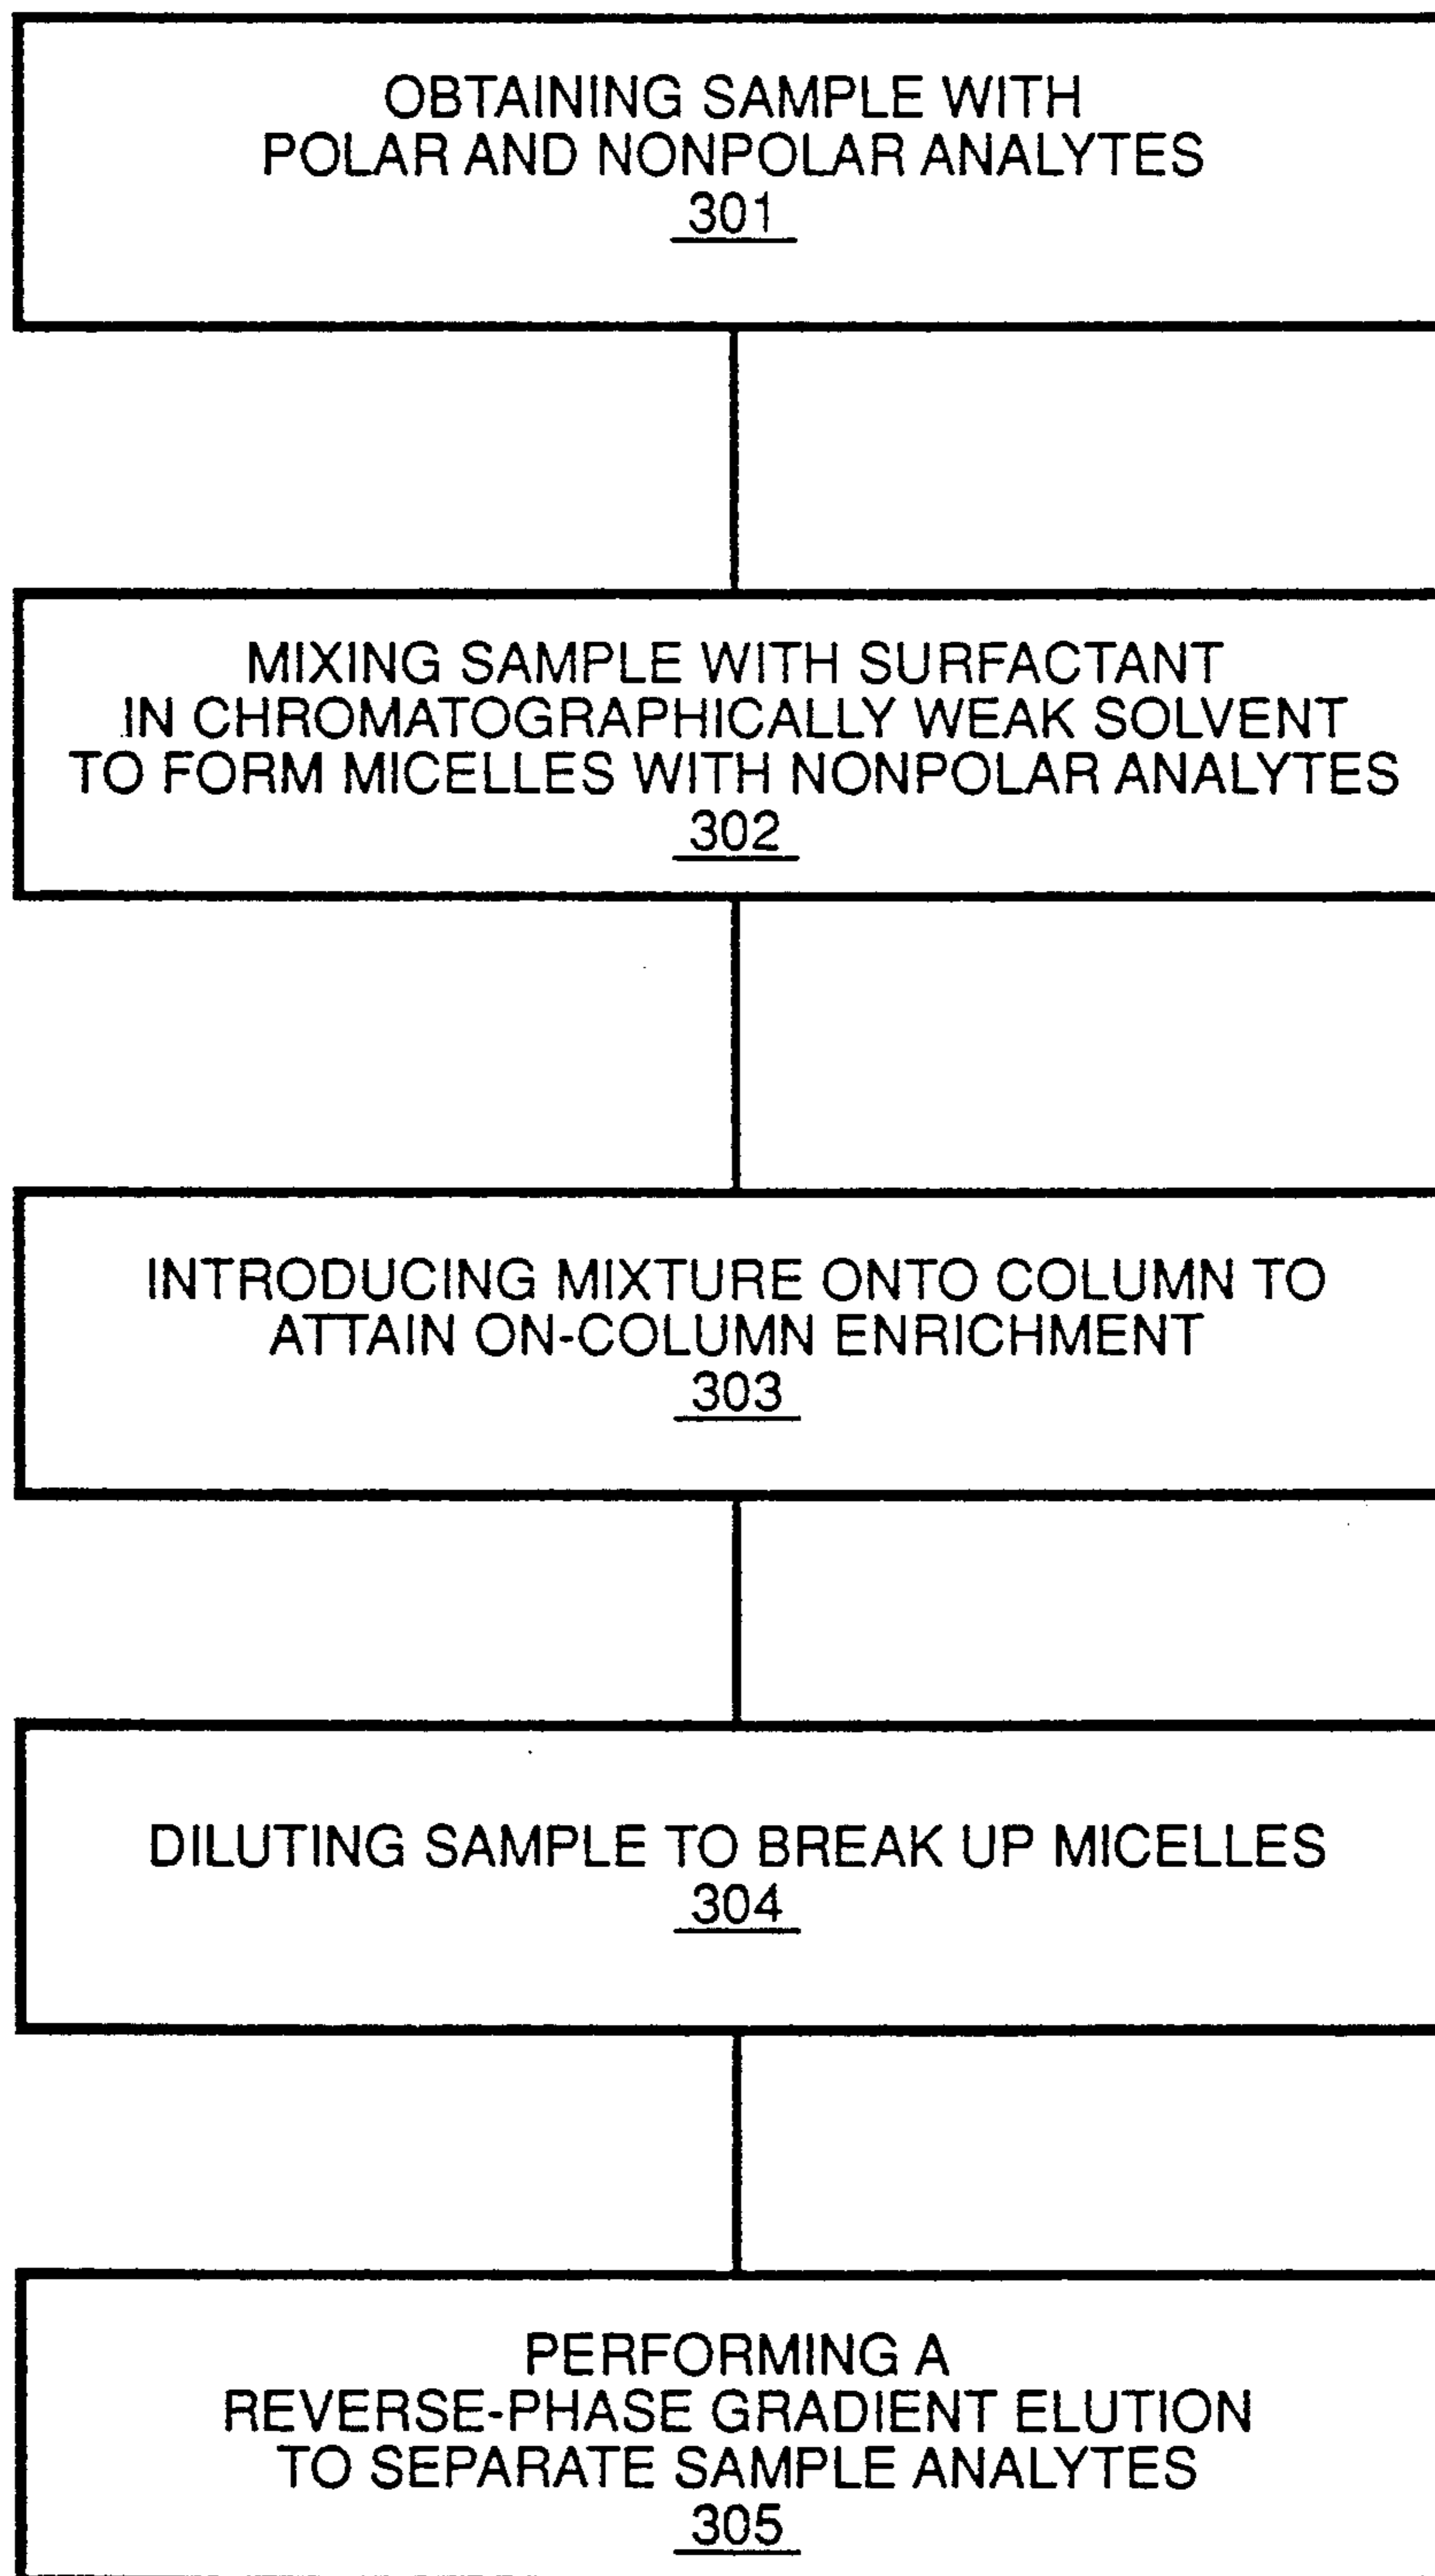 OBTAINING SAMPLE WITH
POLAR AND NONPOLAR ANALYTES
301
MIXING SAMPLE WITH SURFACTANT
IN CHROMATOGRAPHICALLY WEAK SOLVENT
TO FORM MICELLES WITH NONPOLAR ANALYTES
302
INTRODUCING MIXTURE ONTO COLUMN TO
ATTAIN ON-COLUMN ENRICHMENT
303
DILUTING SAMPLE TO BREAK UP MICELLES
304
PERFORMING A
REVERSE-PHASE GRADIENT ELUTION
TO SEPARATE SAMPLE ANALYTES
305